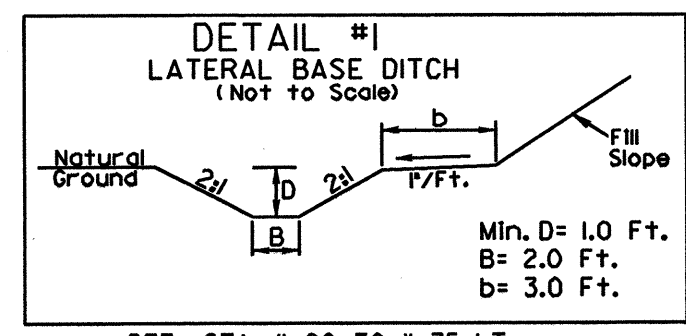 DETAIL #1
LATERAL BASE DITCH
(Not to Scale)
b
Natural
Ground
2:1
D
2:1
1"/Ft.
Fill
Slope
B
Min. D= 1.0 Ft.
B= 2.0 Ft.
b= 3.0 Ft.